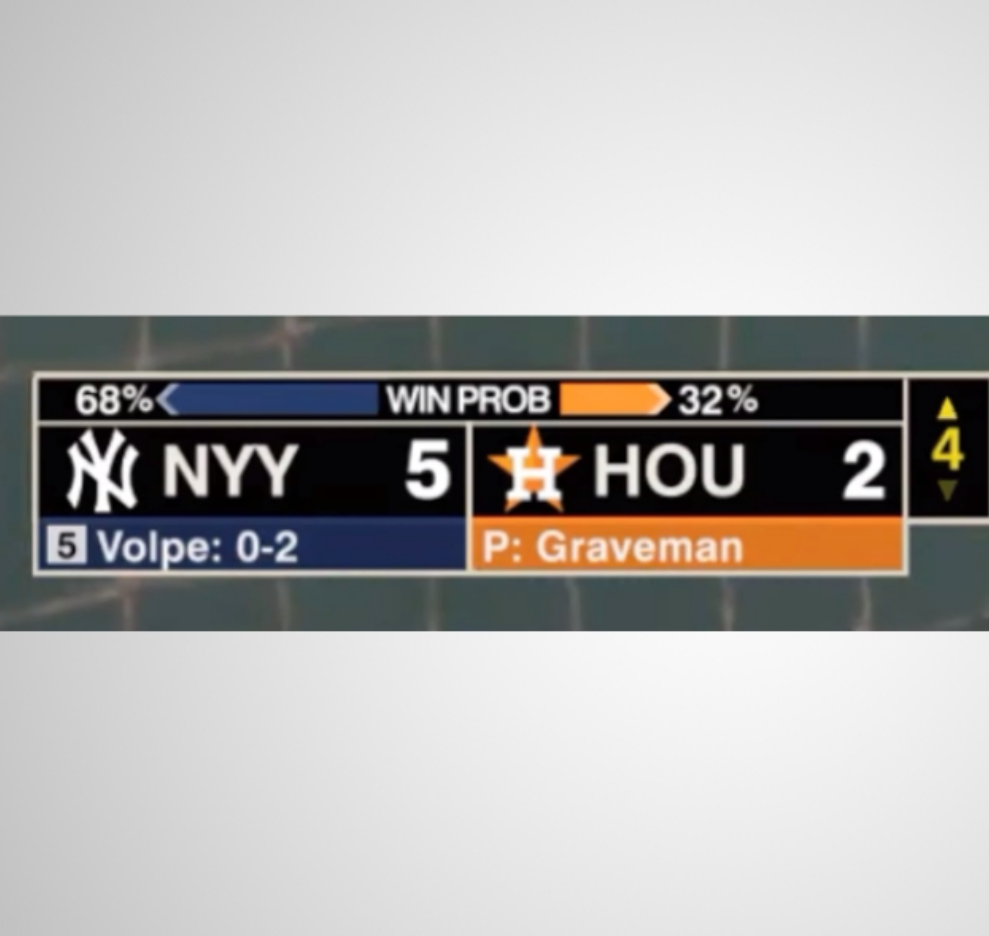 68% WIN PROB 32%
NYY 5 HOU 2
▲
4
▼
5 Volpe: 0-2 P: Graveman